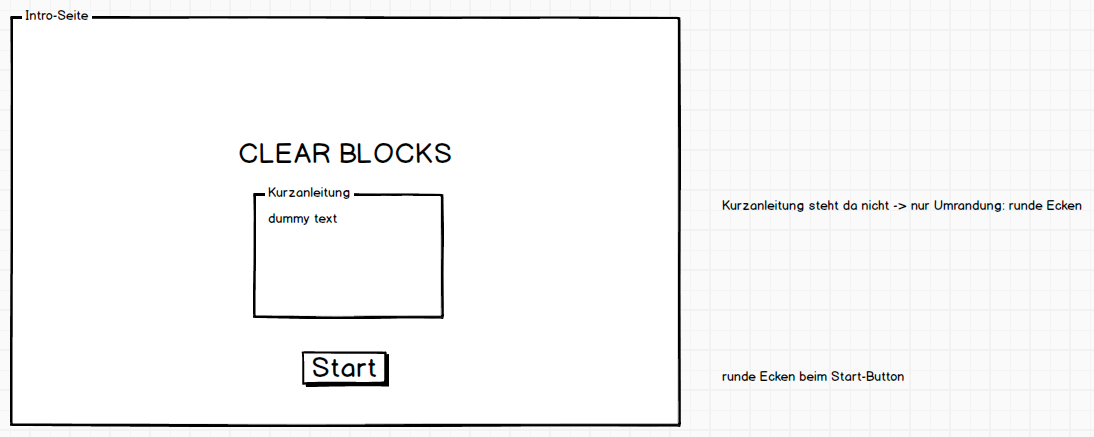 Intro-Seite
CLEAR BLOCKS
Kurzanleitung
dummy text
Start
Kurzanleitung steht da nicht -> nur Umrandung: runde Ecken
runde Ecken beim Start-Button